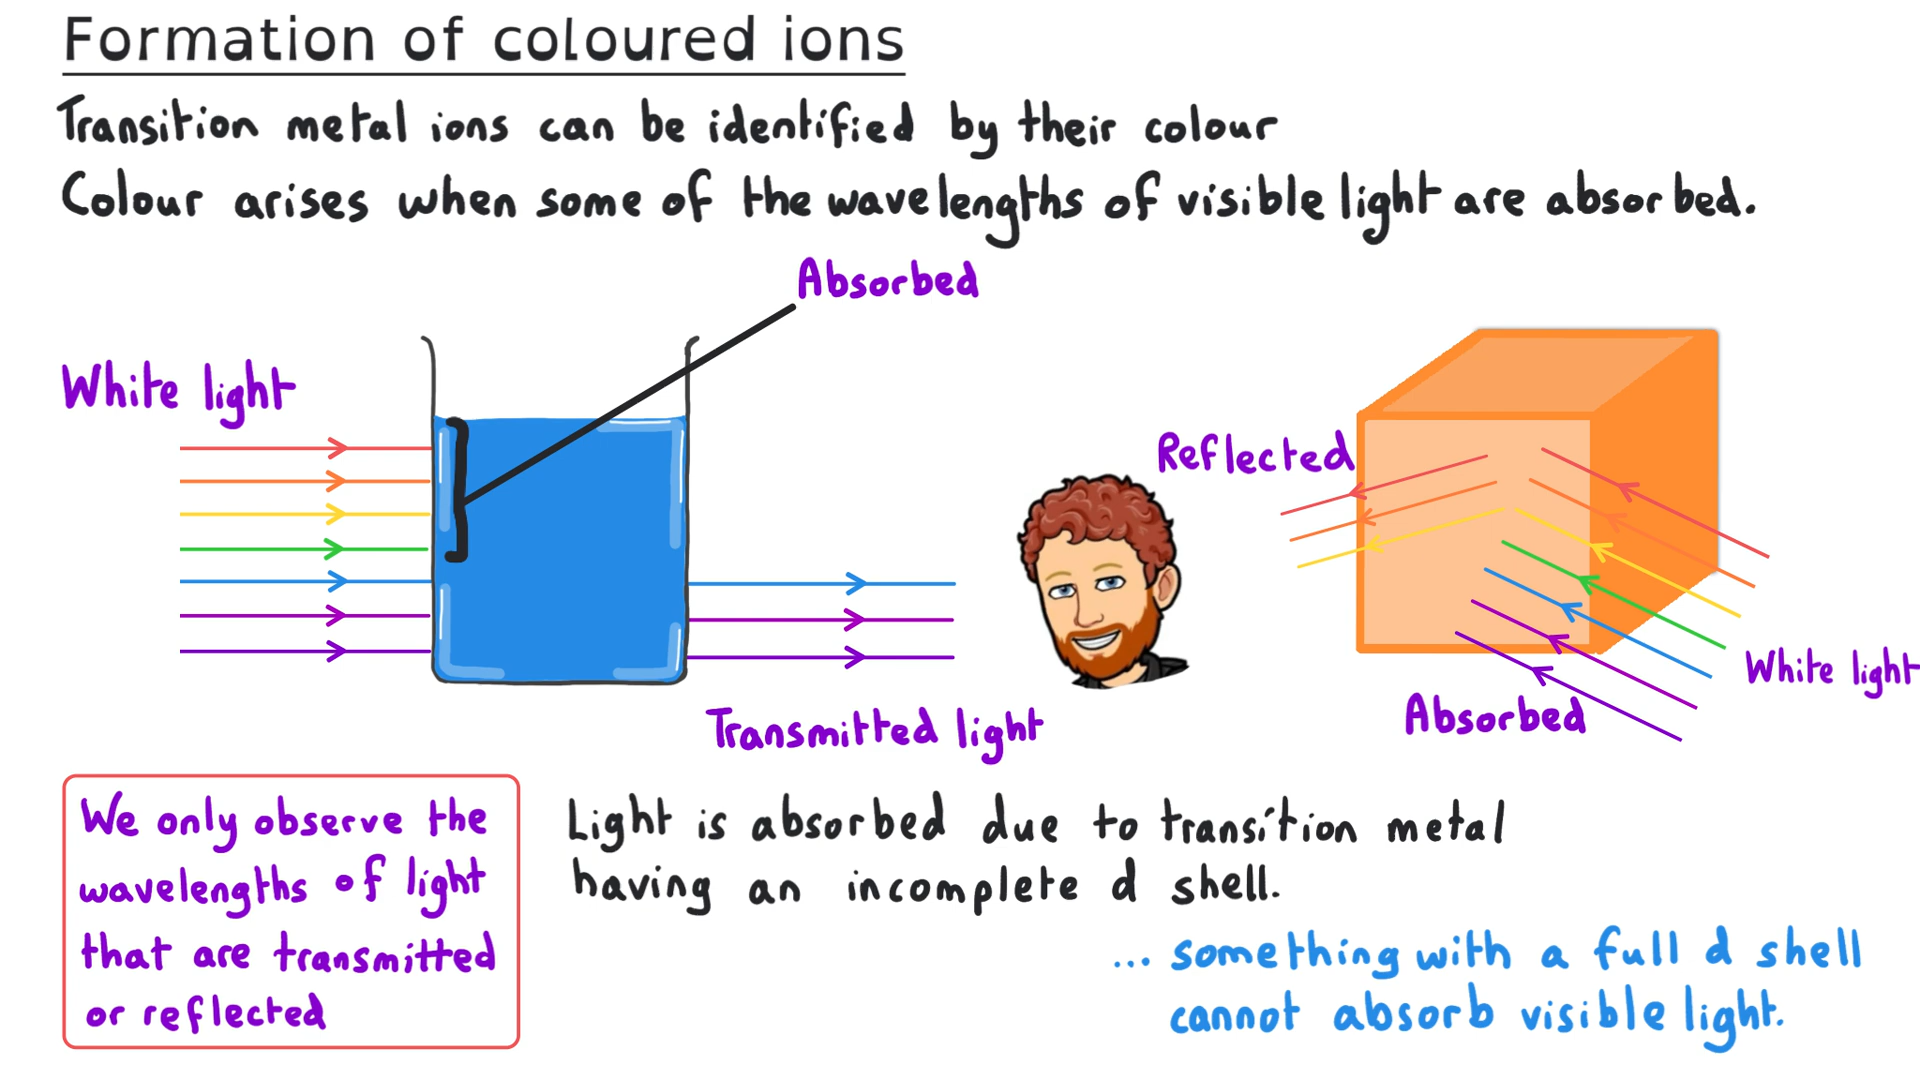 Formation of coloured ions
Transition metal ions can be identified by their colour
Colour arises when some of the wavelengths of visible light are absorbed.
Absorbed
White light
Reflected
White light
Absorbed
Transmitted light
We only observe the
wavelengths of light
that are transmitted
or reflected
Light is absorbed due to transition metal
having an incomplete d shell.
... something with a full d shell
cannot absorb visible light.